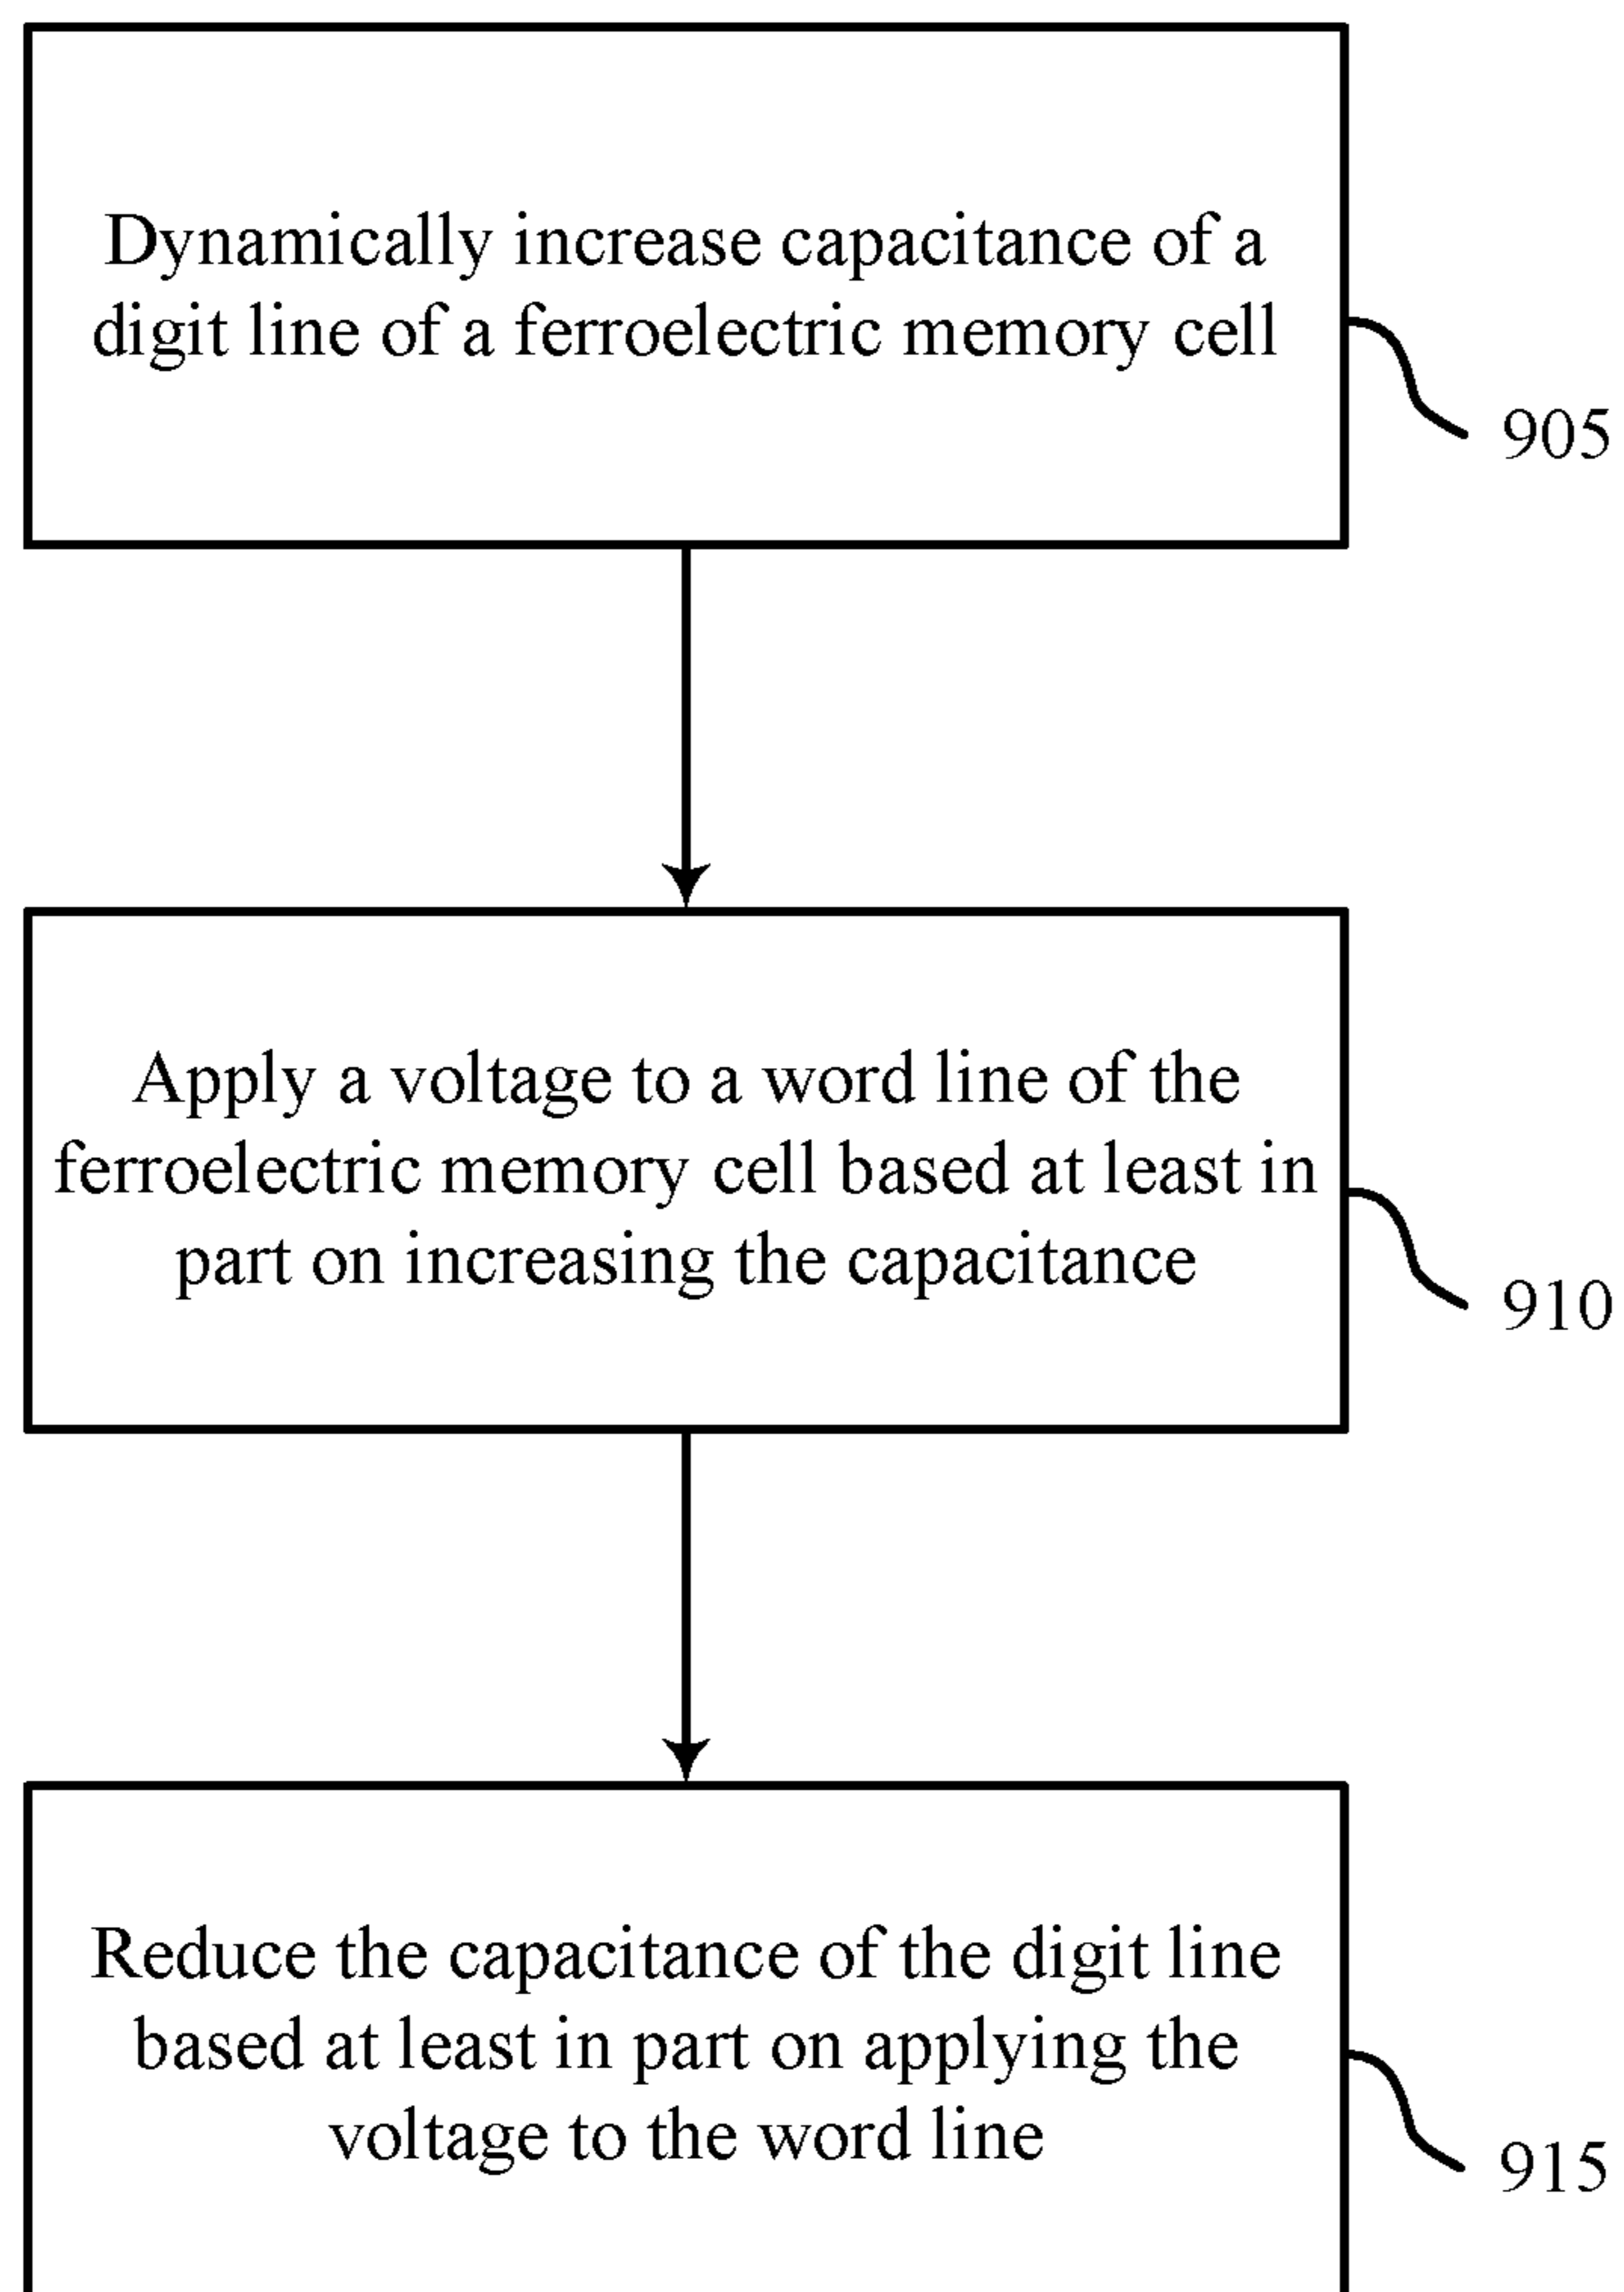 Dynamically increase capacitance of a
digit line of a ferroelectric memory cell
905
Apply a voltage to a word line of the
ferroelectric memory cell based at least in
part on increasing the capacitance
910
Reduce the capacitance of the digit line
based at least in part on applying the
voltage to the word line
915